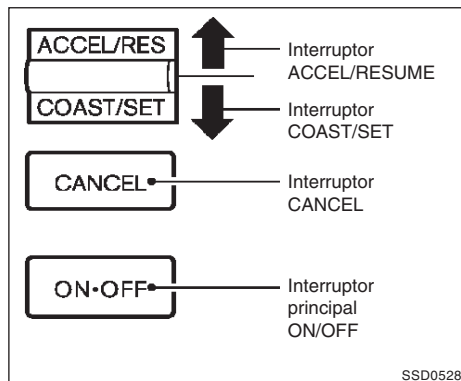 ACCEL/RES
COAST/SET
Interruptor
ACCEL/RESUME
Interruptor
COAST/SET
CANCEL
Interruptor
CANCEL
ON•OFF
Interruptor
principal
ON/OFF
SSD0528